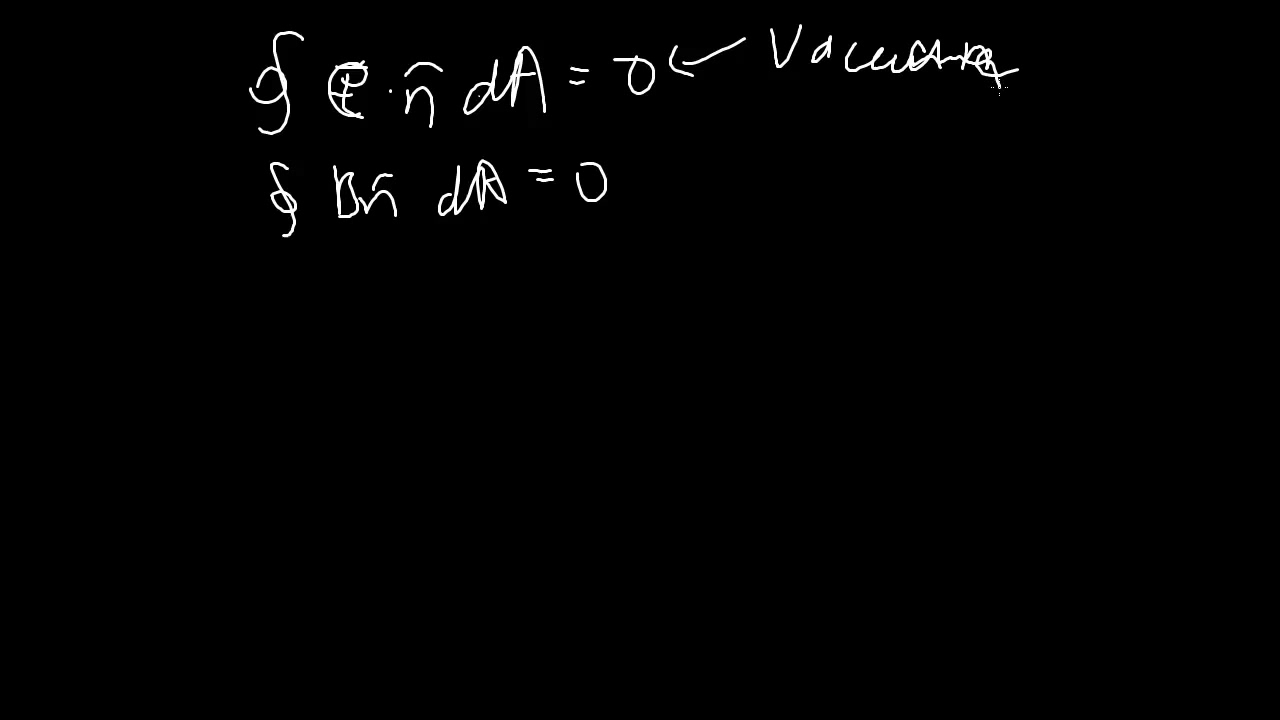 ∮ E · n̂ dA = 0 ← Vacuum
∮ B n̂ dA = 0